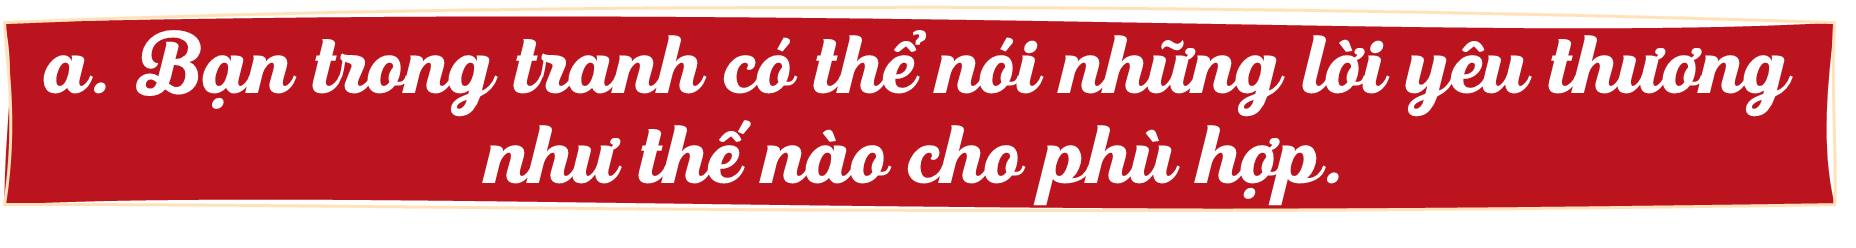 a. Bạn trong tranh có thể nói những lời yêu thương
như thế nào cho phù hợp.